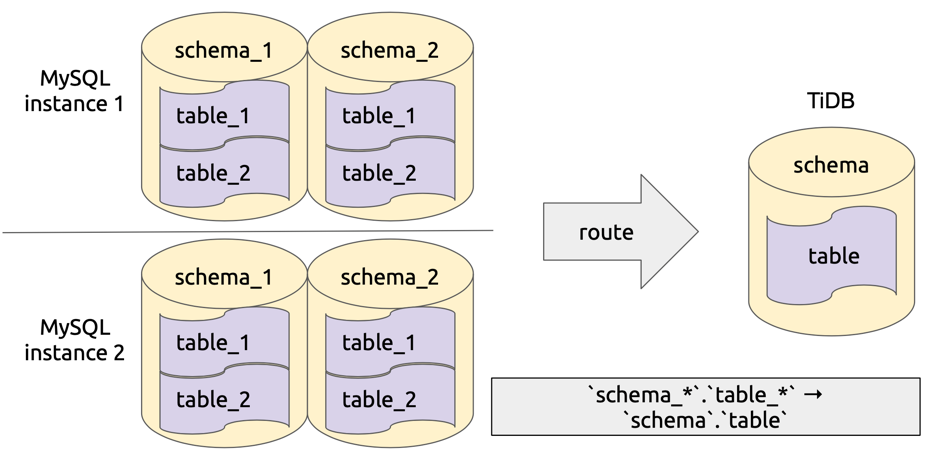 MySQL
instance 1
schema_1
table_1
table_2
schema_2
table_1
table_2
MySQL
instance 2
schema_1
table_1
table_2
schema_2
table_1
table_2
route
TiDB
schema
table
`schema_*`.`table_*` →
`schema`.`table`